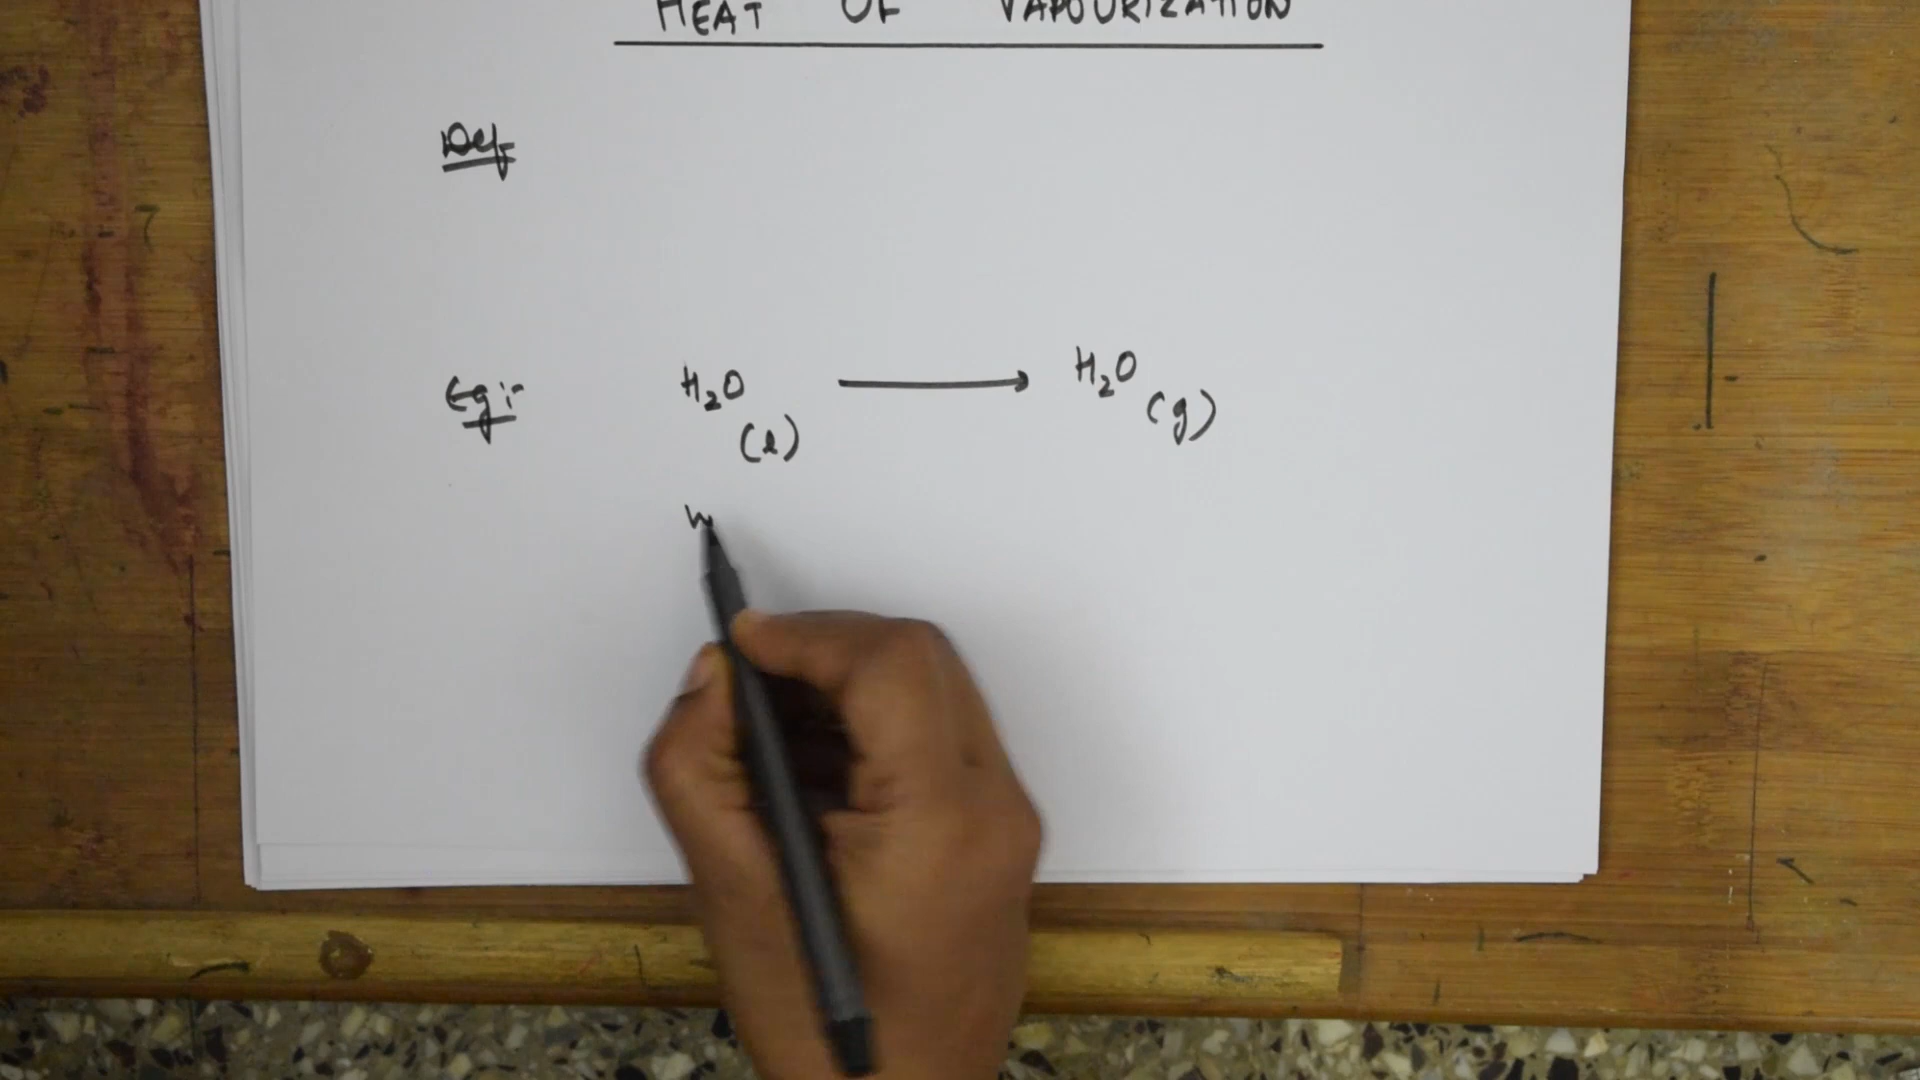 HEAT OF VAPOURIZATION
Def
Eg:- H₂O (l) ⟶ H₂O (g)